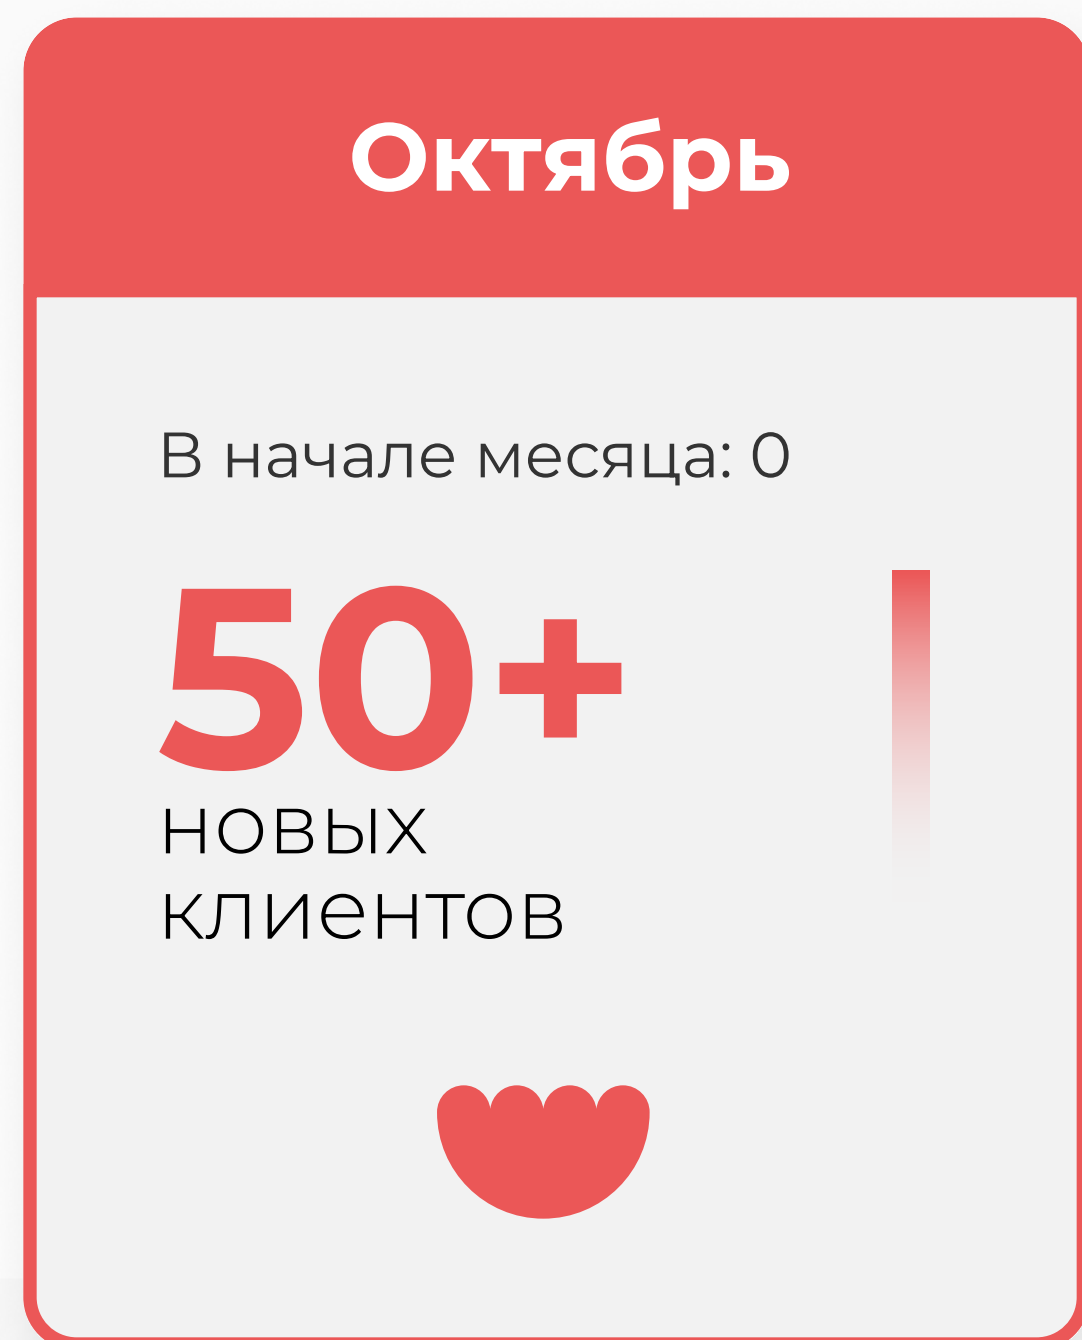 Октябрь
В начале месяца: 0
50+
новых
клиентов